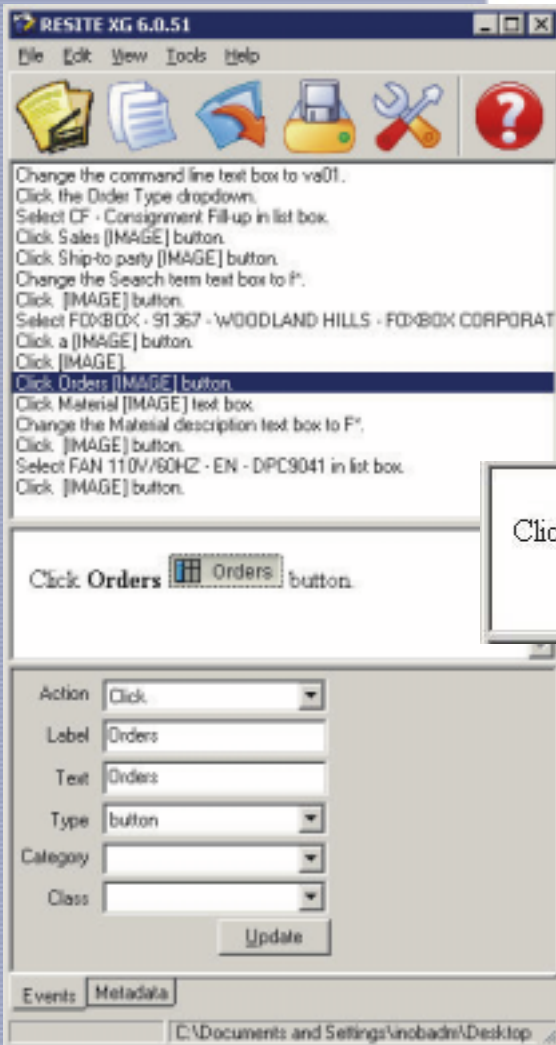 RESITE XG 6.0.51
File Edit View Tools Help
Change the command line text box to va01.
Click the Order Type dropdown.
Select CF - Consignment Fill-up in list box.
Click Sales [IMAGE] button.
Click Ship-to party [IMAGE] button.
Change the Search term text box to f*.
Click [IMAGE] button.
Select FOXBOX - 91367 - WOODLAND HILLS - FOXBOX CORPORAT
Click a [IMAGE] button.
Click [IMAGE].
Click Orders [IMAGE] button.
Click Material [IMAGE] text box.
Change the Material description text box to F*.
Click [IMAGE] button.
Select FAN 110V/60HZ - EN - DPC9041 in list box.
Click [IMAGE] button.
Clic
Click Orders Orders button.
Action Click
Label Orders
Text Orders
Type button
Category
Class
Update
Events Metadata
C:\Documents and Settings\inobadm\Desktop